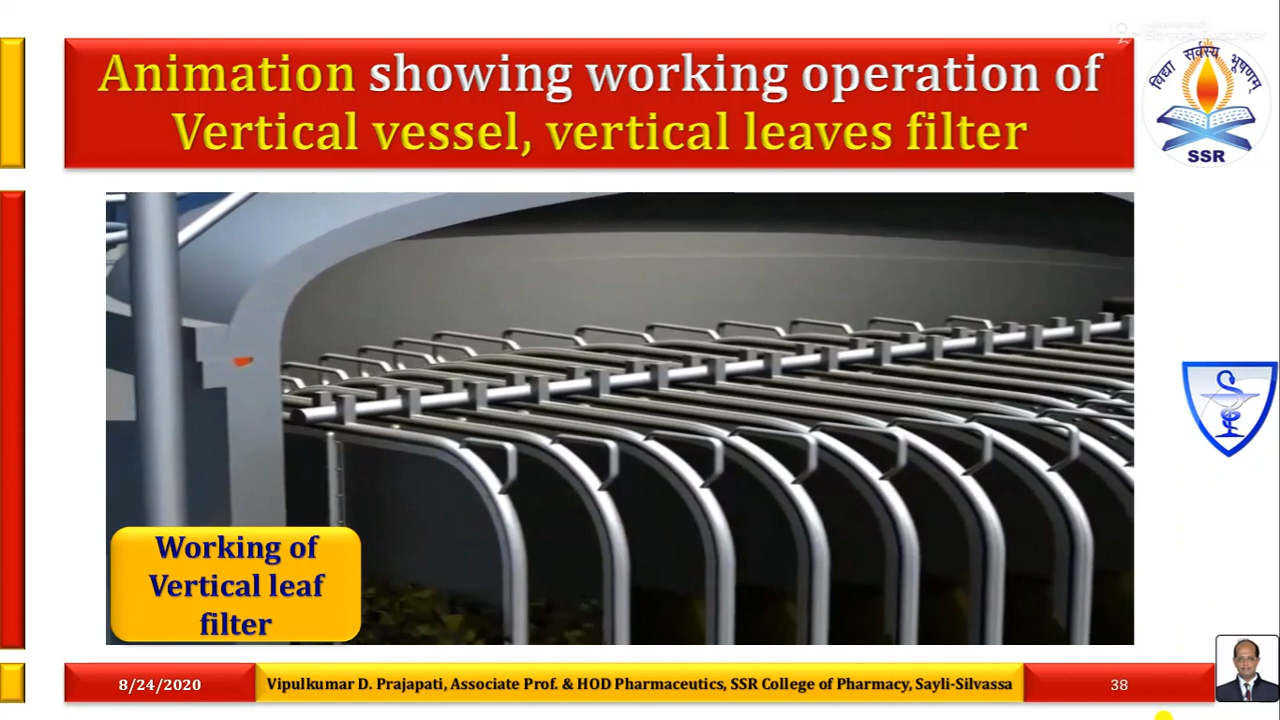 Animation showing working operation of
Vertical vessel, vertical leaves filter
विद्या सर्वस्य भूषणम्
SSR
Working of
Vertical leaf
filter
8/24/2020
Vipulkumar D. Prajapati, Associate Prof. & HOD Pharmaceutics, SSR College of Pharmacy, Sayli-Silvassa
38